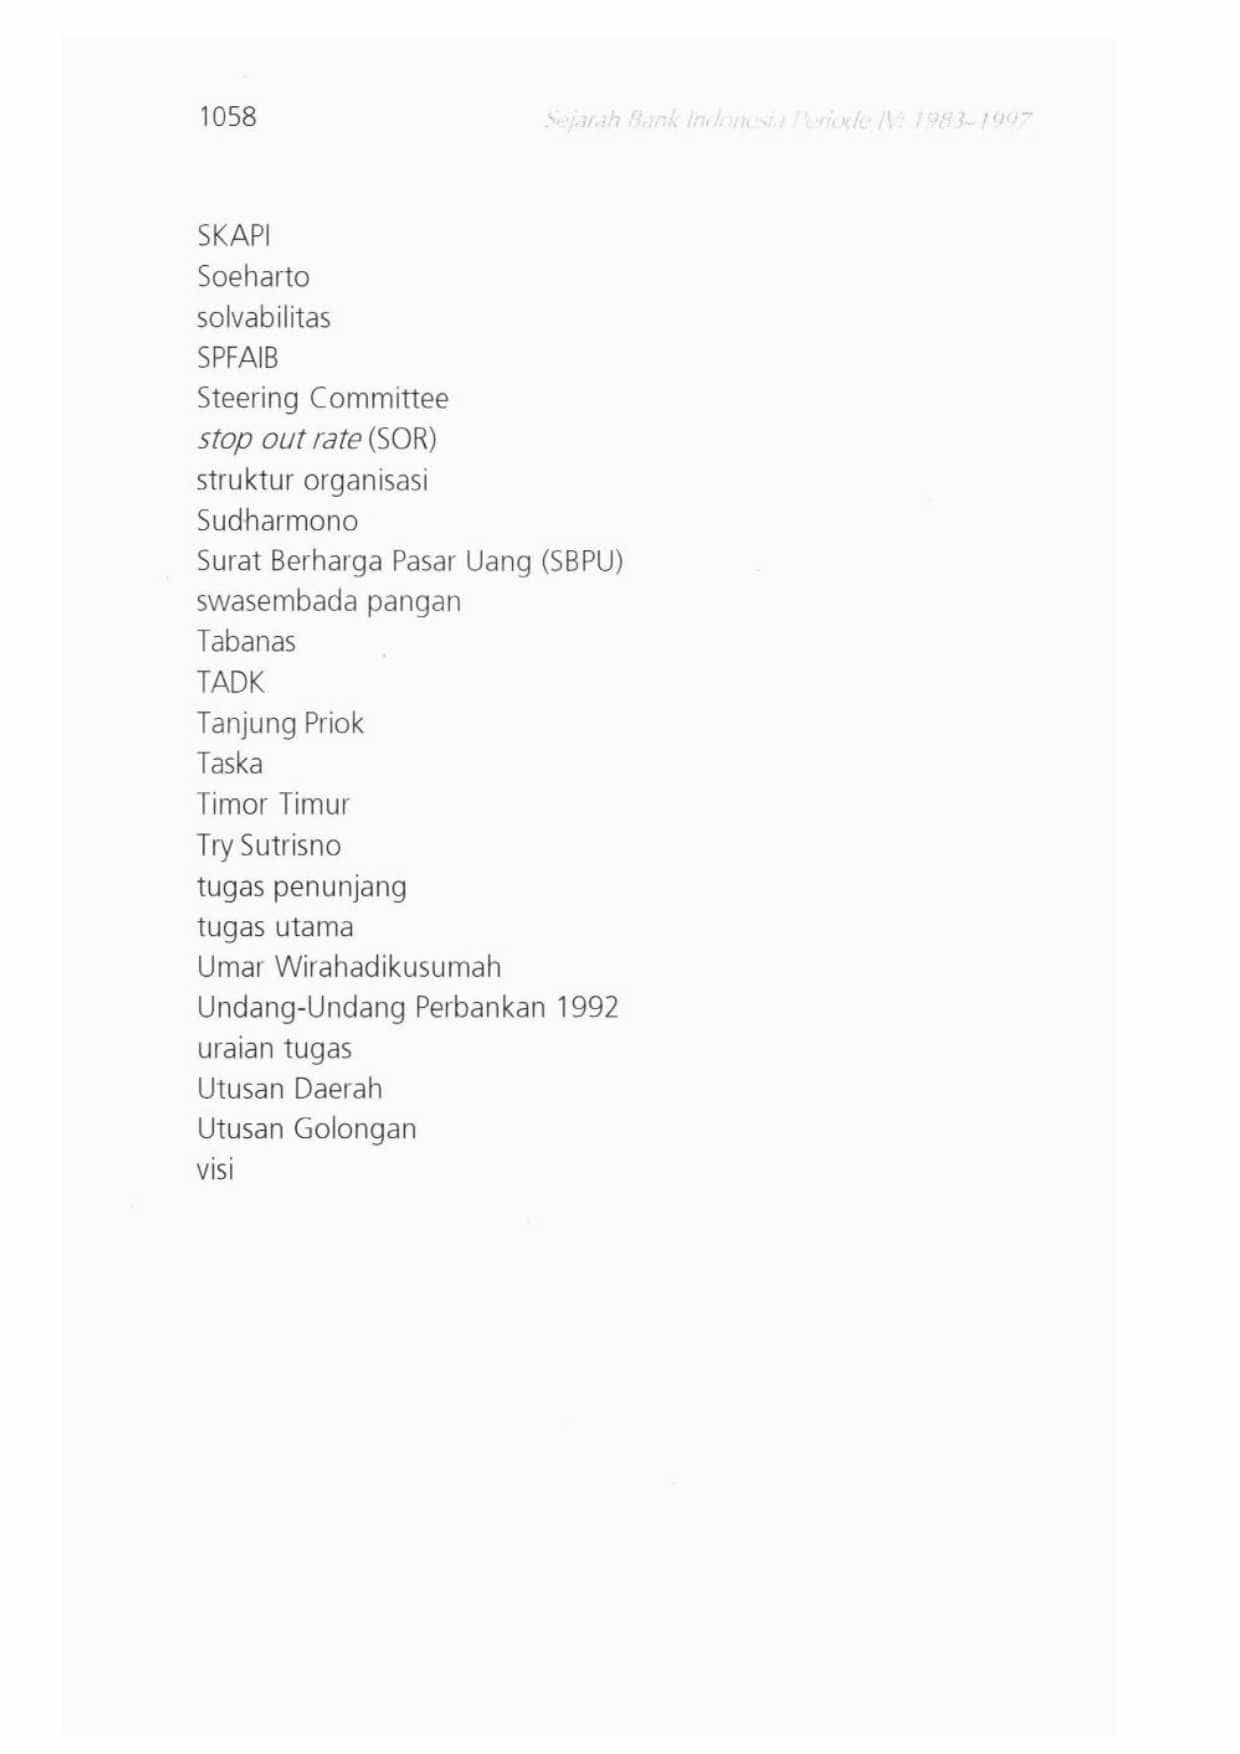 1058
Sejarah Bank Indonesia Periode IV: 1983–1997
SKAPI
Soeharto
solvabilitas
SPFAIB
Steering Committee
stop out rate (SOR)
struktur organisasi
Sudharmono
Surat Berharga Pasar Uang (SBPU)
swasembada pangan
Tabanas
TADK
Tanjung Priok
Taska
Timor Timur
Try Sutrisno
tugas penunjang
tugas utama
Umar Wirahadikusumah
Undang-Undang Perbankan 1992
uraian tugas
Utusan Daerah
Utusan Golongan
visi